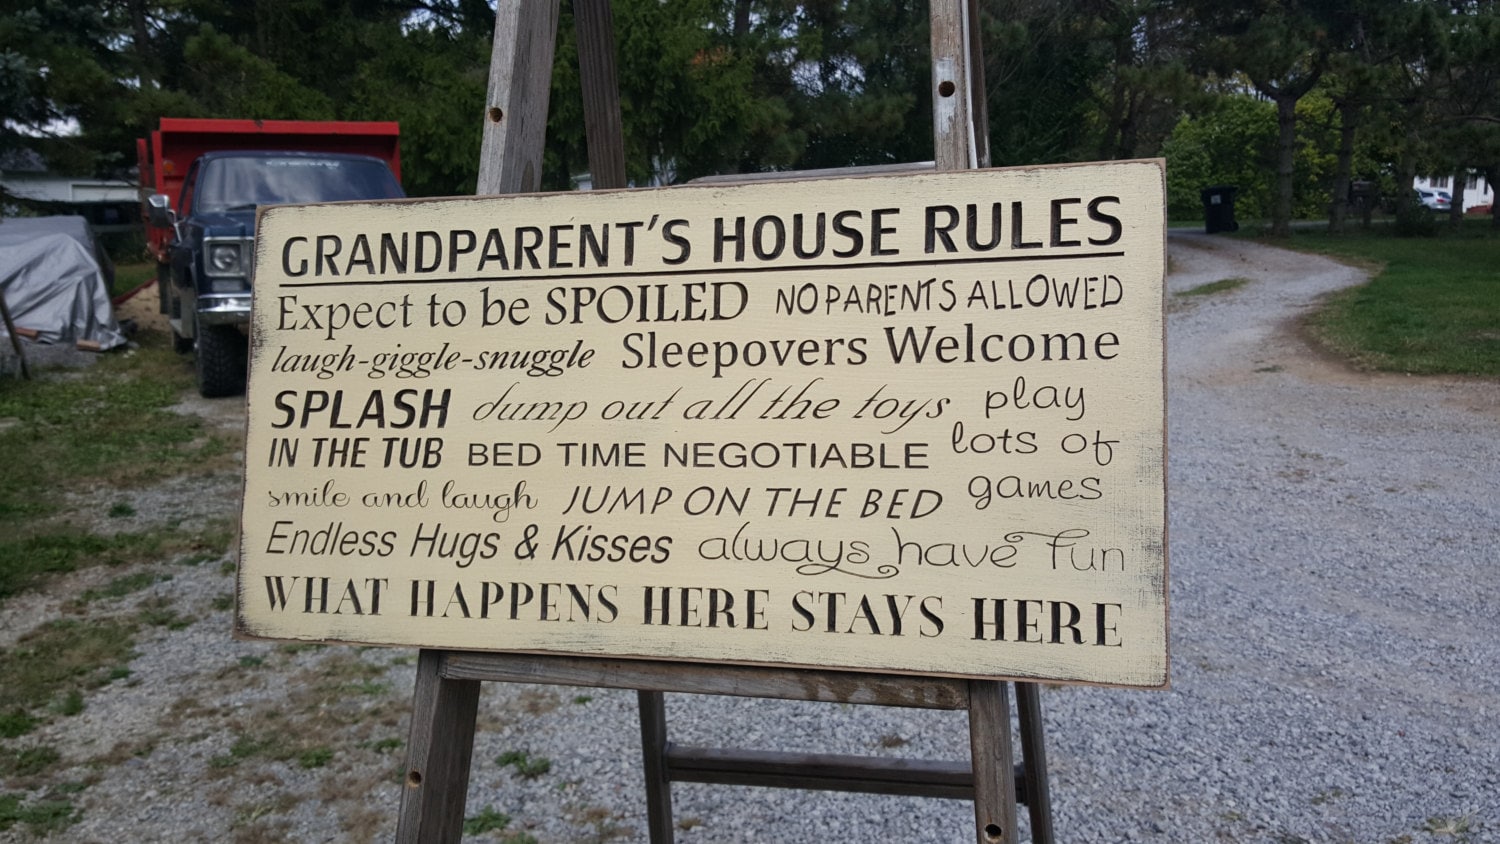 GRANDPARENT'S HOUSE RULES
Expect to be SPOILED NO PARENTS ALLOWED
laugh-giggle-snuggle Sleepovers Welcome
SPLASH dump out all the toys play
IN THE TUB BED TIME NEGOTIABLE lots of
smile and laugh JUMP ON THE BED games
Endless Hugs & Kisses always have fun
WHAT HAPPENS HERE STAYS HERE